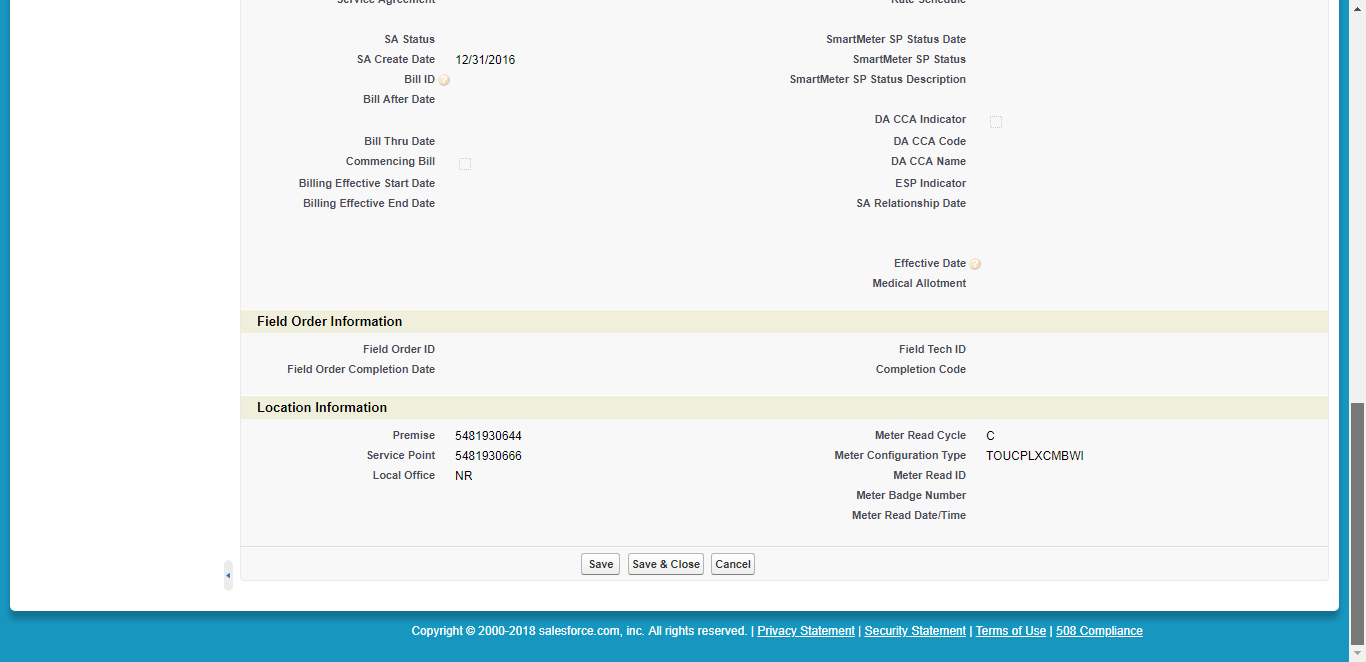 Service Agreement
Rate Schedule
SA Status
SmartMeter SP Status Date
SA Create Date 12/31/2016
SmartMeter SP Status
Bill ID ?
SmartMeter SP Status Description
Bill After Date
DA CCA Indicator
Bill Thru Date
DA CCA Code
Commencing Bill
DA CCA Name
Billing Effective Start Date
ESP Indicator
Billing Effective End Date
SA Relationship Date
Effective Date ?
Medical Allotment
Field Order Information
Field Order ID
Field Tech ID
Field Order Completion Date
Completion Code
Location Information
Premise 5481930644
Meter Read Cycle C
Service Point 5481930666
Meter Configuration Type TOUCPLXCMBWI
Local Office NR
Meter Read ID
Meter Badge Number
Meter Read Date/Time
Save Save & Close Cancel
Copyright © 2000-2018 salesforce.com, inc. All rights reserved. | Privacy Statement | Security Statement | Terms of Use | 508 Compliance